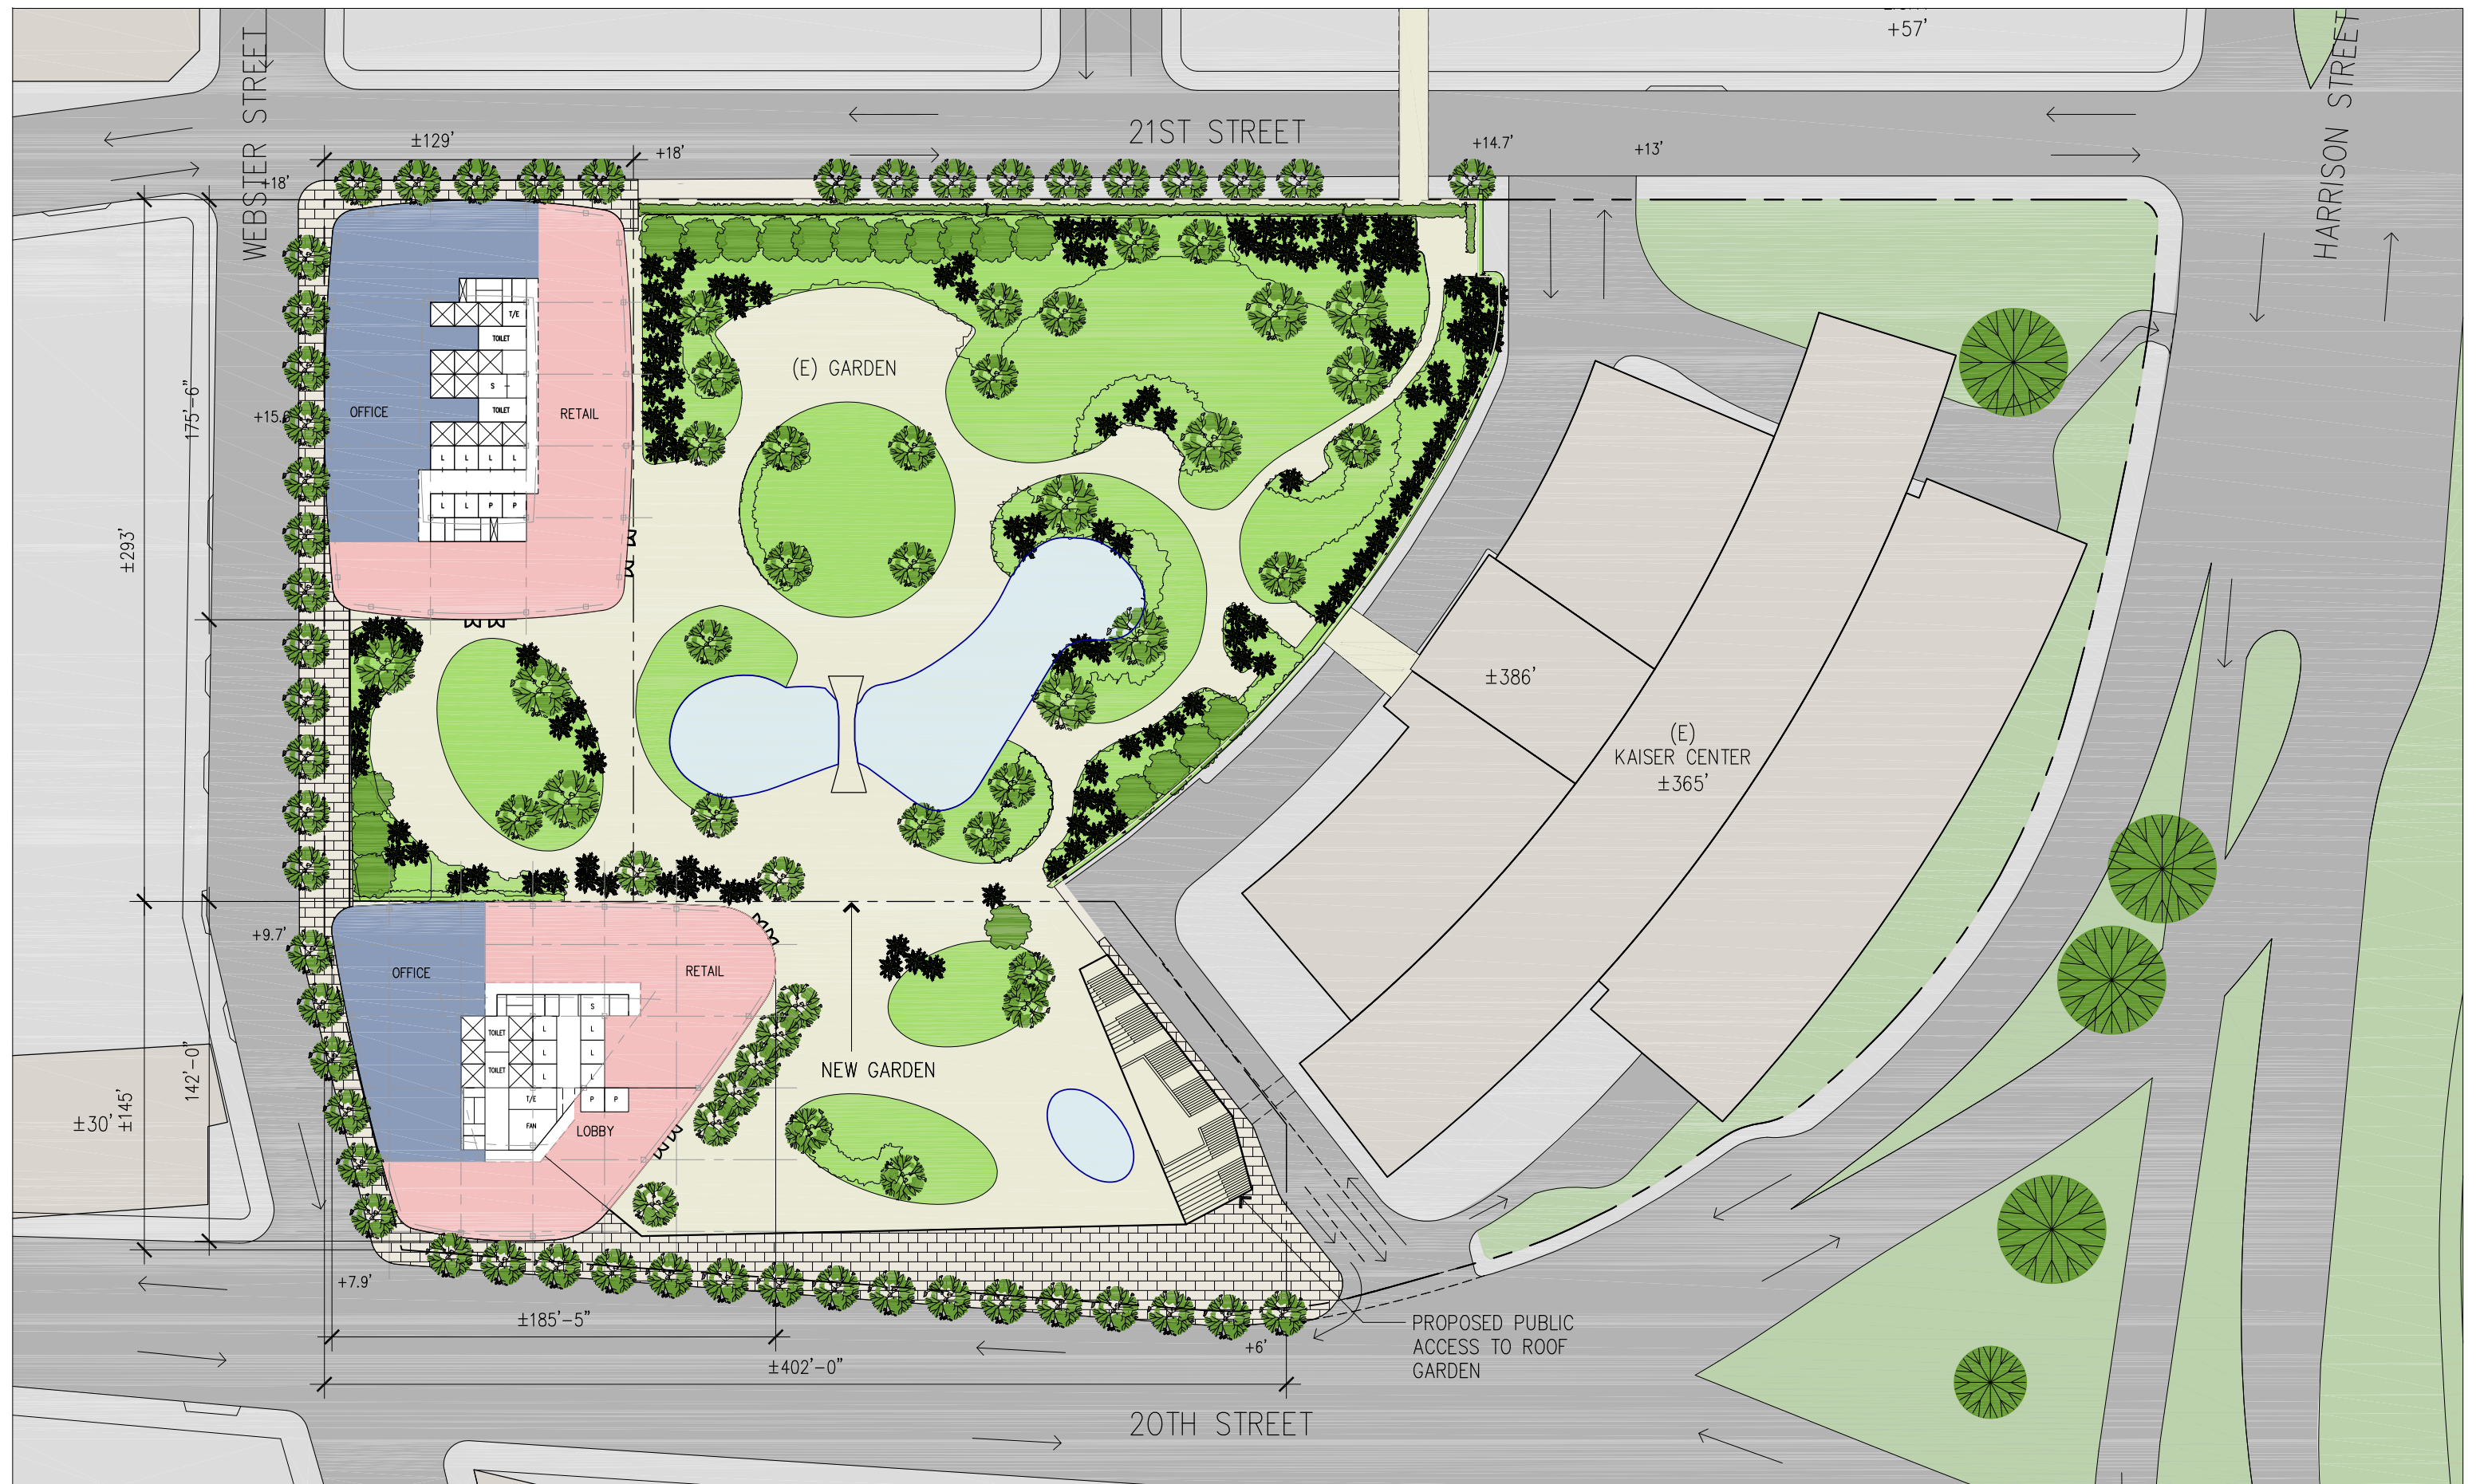 +57'
WEBSTER STREET
HARRISON STREET
21ST STREET
±129'
+18'
+14.7'
+13'
+18'
T/E
TOILET
(E) GARDEN
S
175'-6"
OFFICE
TOILET
RETAIL
L L L L
L L P P
±293'
±386'
(E)
KAISER CENTER
±365'
+9.7'
OFFICE
RETAIL
S
TOILET
L
L
L
L
TOILET
L
L
NEW GARDEN
142'-0"
T/E
P P
±30'
±145'
FAN
LOBBY
+7.9'
±185'-5"
+6'
PROPOSED PUBLIC
ACCESS TO ROOF
GARDEN
±402'-0"
20TH STREET